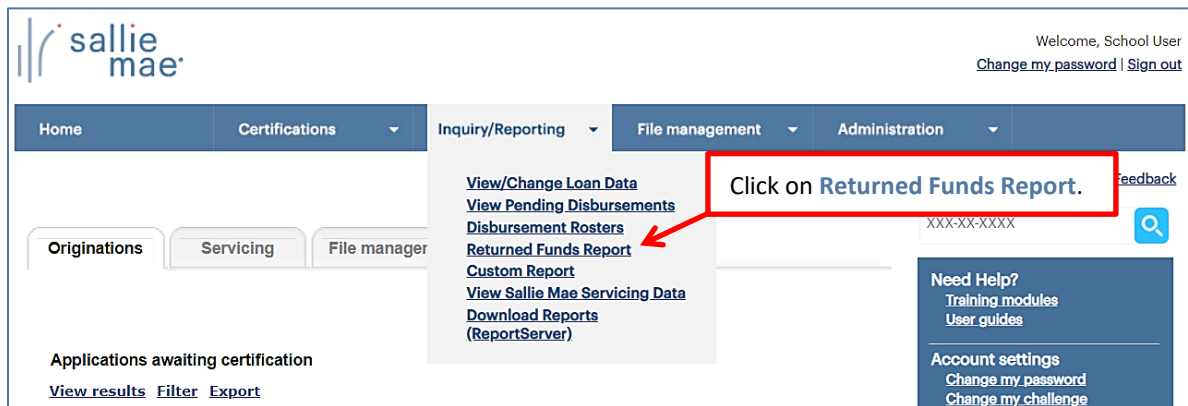 sallie
mae
Welcome, School User
Change my password | Sign out
Home Certifications Inquiry/Reporting File management Administration
View/Change Loan Data
View Pending Disbursements
Disbursement Rosters
Returned Funds Report
Custom Report
View Sallie Mae Servicing Data
Download Reports
(ReportServer)
Click on Returned Funds Report.
Feedback
XXX-XX-XXXX
Originations Servicing File manager
Need Help?
Training modules
User guides
Account settings
Change my password
Change my challenge
Applications awaiting certification
View results Filter Export